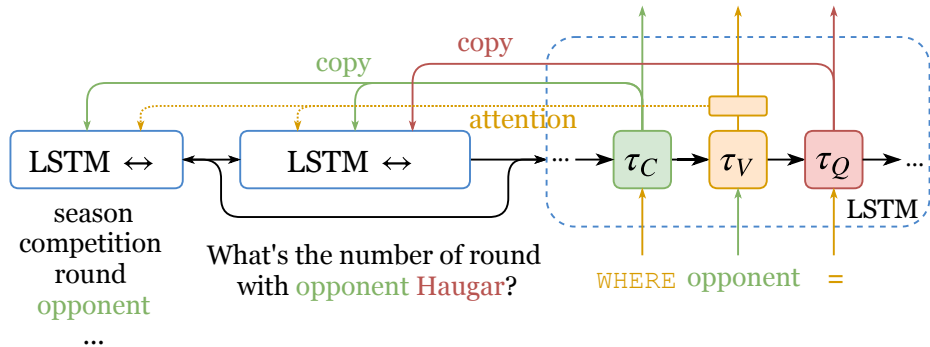 copy
copy
attention
LSTM ↔
LSTM ↔
...
τC
τV
τQ
...
LSTM
season
competition
round
opponent
...
What's the number of round
with opponent Haugar?
WHERE opponent =